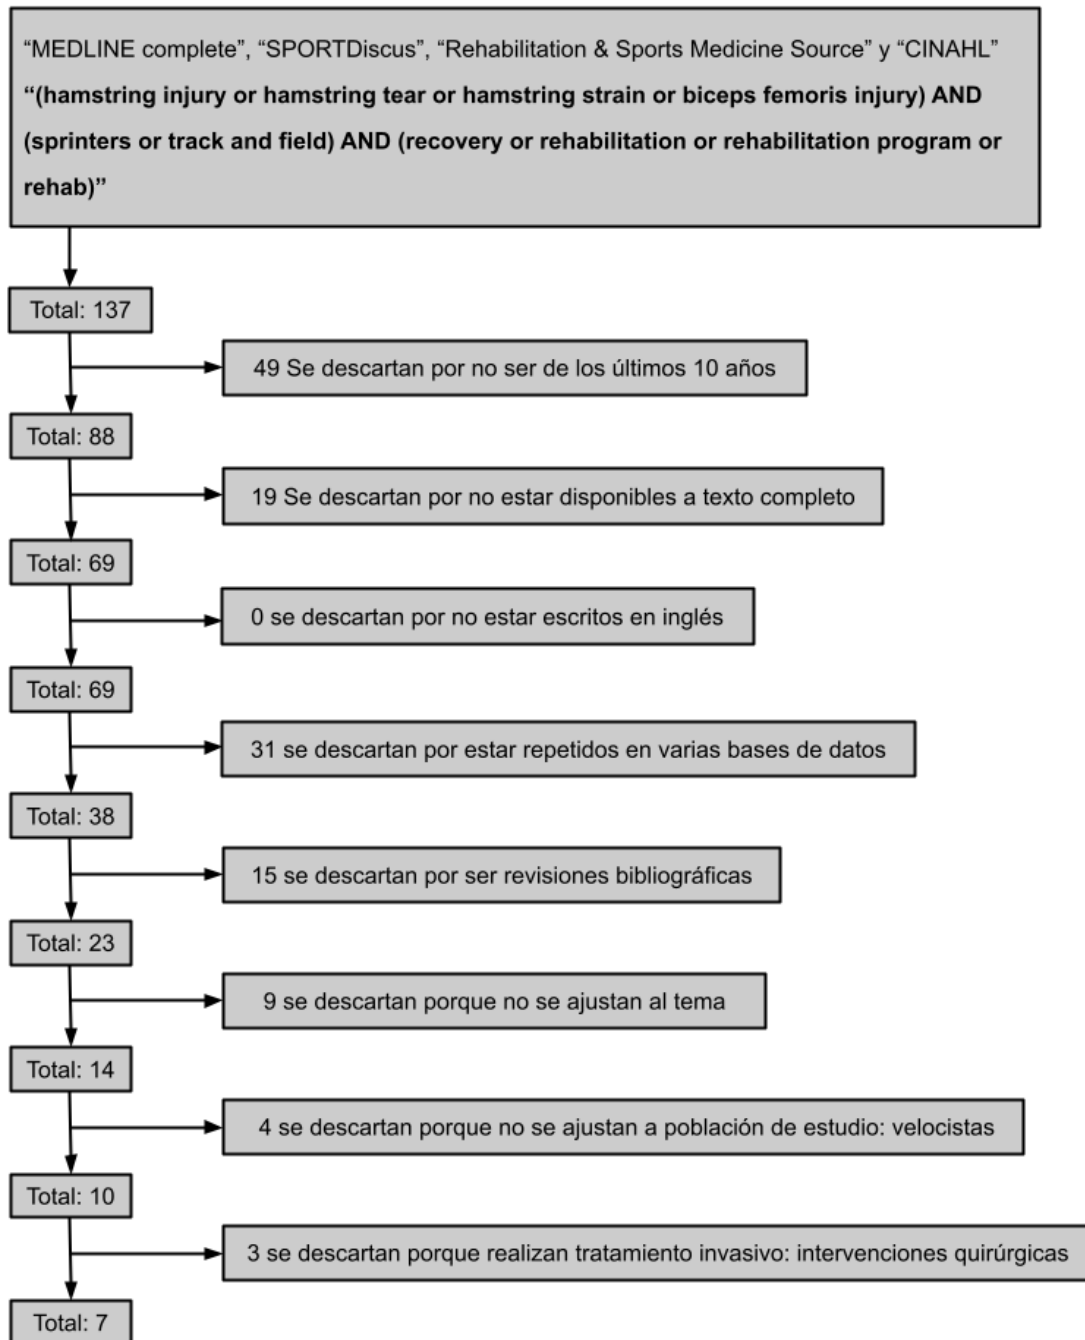 “MEDLINE complete”, “SPORTDiscus”, “Rehabilitation & Sports Medicine Source” y “CINAHL”
“(hamstring injury or hamstring tear or hamstring strain or biceps femoris injury) AND
(sprinters or track and field) AND (recovery or rehabilitation or rehabilitation program or
rehab)”
Total: 137
49 Se descartan por no ser de los últimos 10 años
Total: 88
19 Se descartan por no estar disponibles a texto completo
Total: 69
0 se descartan por no estar escritos en inglés
Total: 69
31 se descartan por estar repetidos en varias bases de datos
Total: 38
15 se descartan por ser revisiones bibliográficas
Total: 23
9 se descartan porque no se ajustan al tema
Total: 14
4 se descartan porque no se ajustan a población de estudio: velocistas
Total: 10
3 se descartan porque realizan tratamiento invasivo: intervenciones quirúrgicas
Total: 7